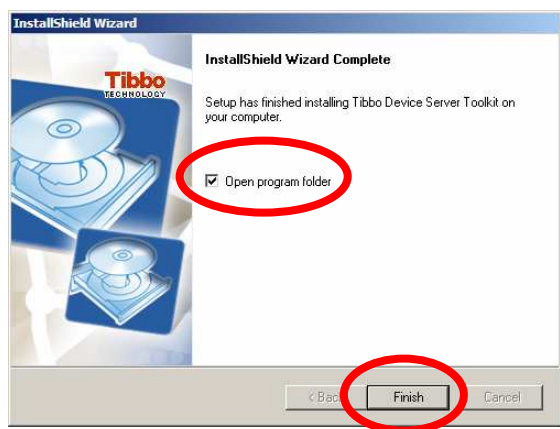 InstallShield Wizard
Tibbo
TECHNOLOGY
InstallShield Wizard Complete
Setup has finished installing Tibbo Device Server Toolkit on
your computer.
Open program folder
< Back
Finish
Cancel